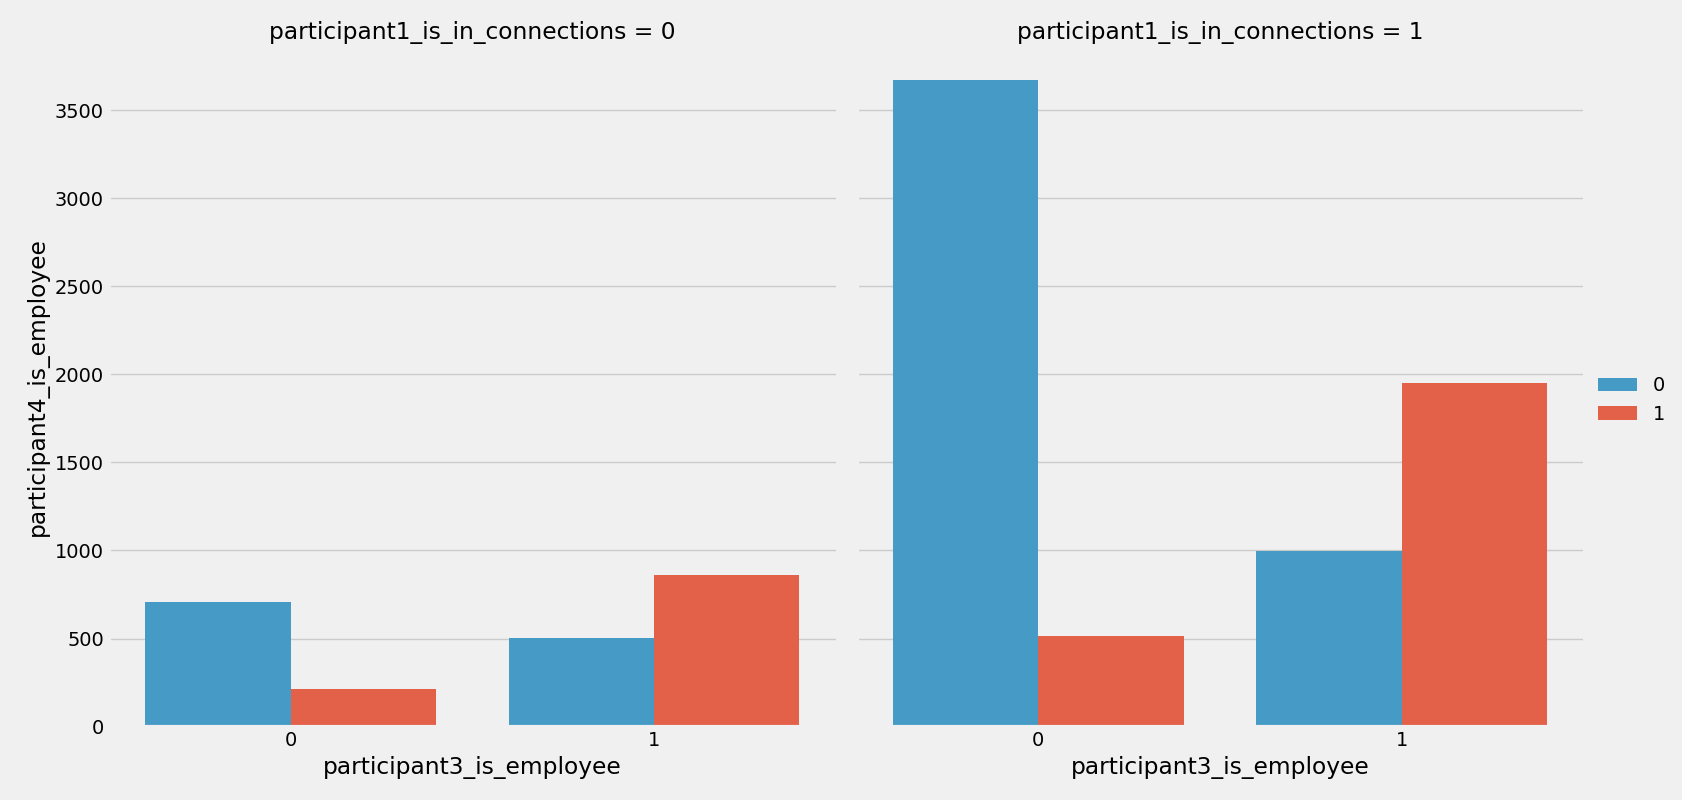 participant1_is_in_connections = 0
participant1_is_in_connections = 1
participant4_is_employee
3500
3000
2500
2000
1500
1000
500
0
0
1
0
1
participant3_is_employee
participant3_is_employee
0
1